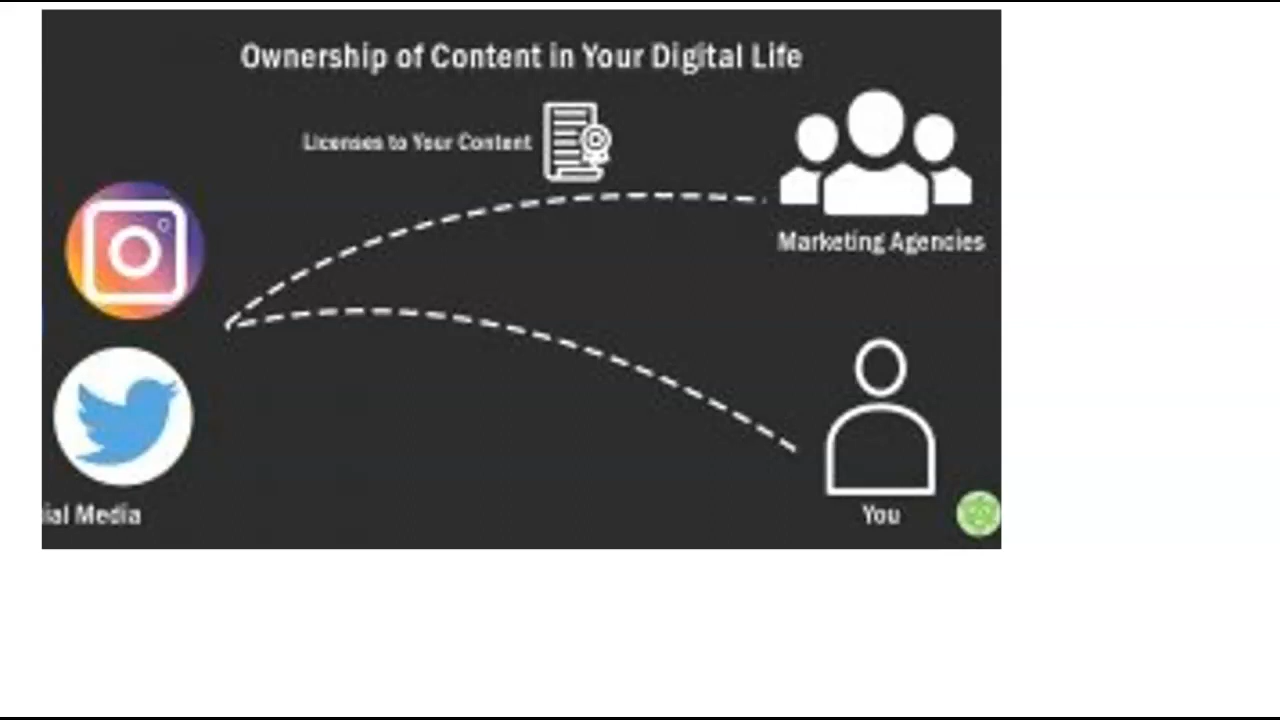 Ownership of Content in Your Digital Life
Licenses to Your Content
Marketing Agencies
ial Media
You